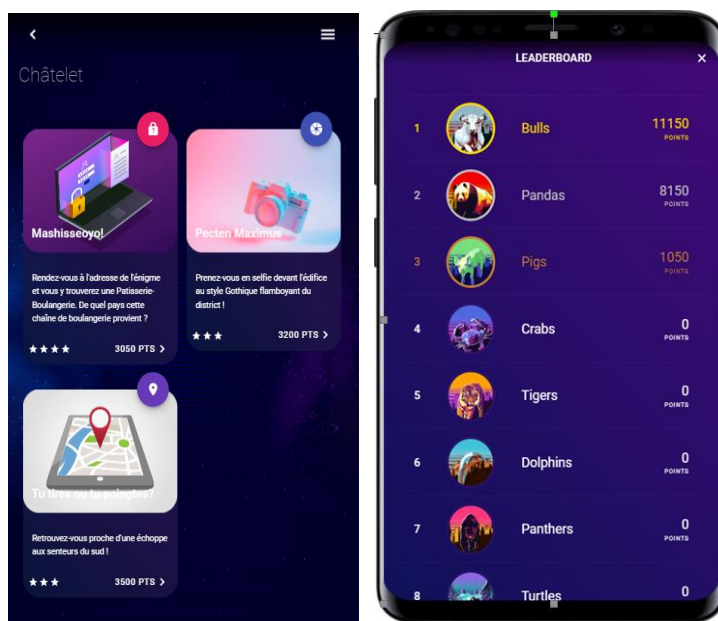 Châtelet
Mashisseoyo!
Rendez-vous à l'adresse de l'énigme
et vous y trouverez une Patisserie-
Boulangerie. De quel pays cette
chaîne de boulangerie provient ?
3050 PTS >
Pecten Maximus
Prenez-vous en selfie devant l'édifice
au style Gothique flamboyant du
district !
3200 PTS >
Tu tires ou tu pointes?
Retrouvez-vous proche d'une échoppe
aux senteurs du sud !
3500 PTS >
LEADERBOARD
1 Bulls 11150
POINTS
2 Pandas 8150
POINTS
3 Pigs 1050
POINTS
4 Crabs 0
POINTS
5 Tigers 0
POINTS
6 Dolphins 0
POINTS
7 Panthers 0
POINTS
8 Turtles 0